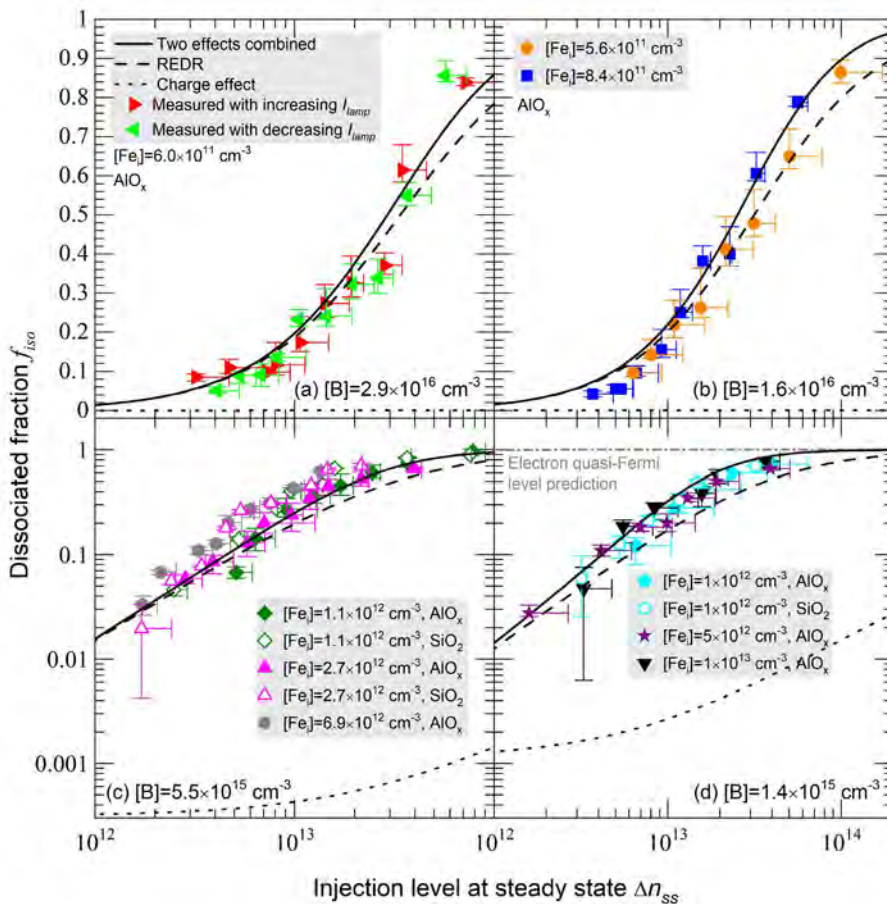 1
0.9
0.8
0.7
0.6
0.5
0.4
0.3
0.2
0.1
0
Two effects combined
REDR
Charge effect
Measured with increasing I_lamp
Measured with decreasing I_lamp
[Fe_i]=6.0×10^11 cm^-3
AlO_x
(a) [B]=2.9×10^16 cm^-3
[Fe_i]=5.6×10^11 cm^-3
[Fe_i]=8.4×10^11 cm^-3
AlO_x
(b) [B]=1.6×10^16 cm^-3
Dissociated fraction f_iso
1
0.1
0.01
0.001
[Fe_i]=1.1×10^12 cm^-3, AlO_x
[Fe_i]=1.1×10^12 cm^-3, SiO_2
[Fe_i]=2.7×10^12 cm^-3, AlO_x
[Fe_i]=2.7×10^12 cm^-3, SiO_2
[Fe_i]=6.9×10^12 cm^-3, AlO_x
(c) [B]=5.5×10^15 cm^-3
Electron quasi-Fermi
level prediction
[Fe_i]=1×10^12 cm^-3, AlO_x
[Fe_i]=1×10^12 cm^-3, SiO_2
[Fe_i]=5×10^12 cm^-3, AlO_x
[Fe_i]=1×10^13 cm^-3, AlO_x
(d) [B]=1.4×10^15 cm^-3
10^12
10^13
10^12
10^13
10^14
Injection level at steady state Δn_ss